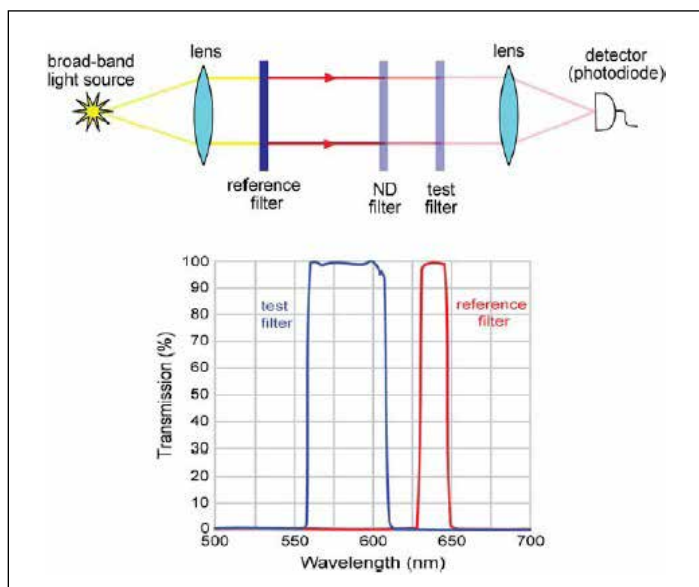 broad-band
light source
lens
lens
detector
(photodiode)
reference
filter
ND
filter
test
filter
100
90
80
70
60
50
40
30
20
10
0
Transmission (%)
test
filter
reference
filter
500
550
600
650
700
Wavelength (nm)